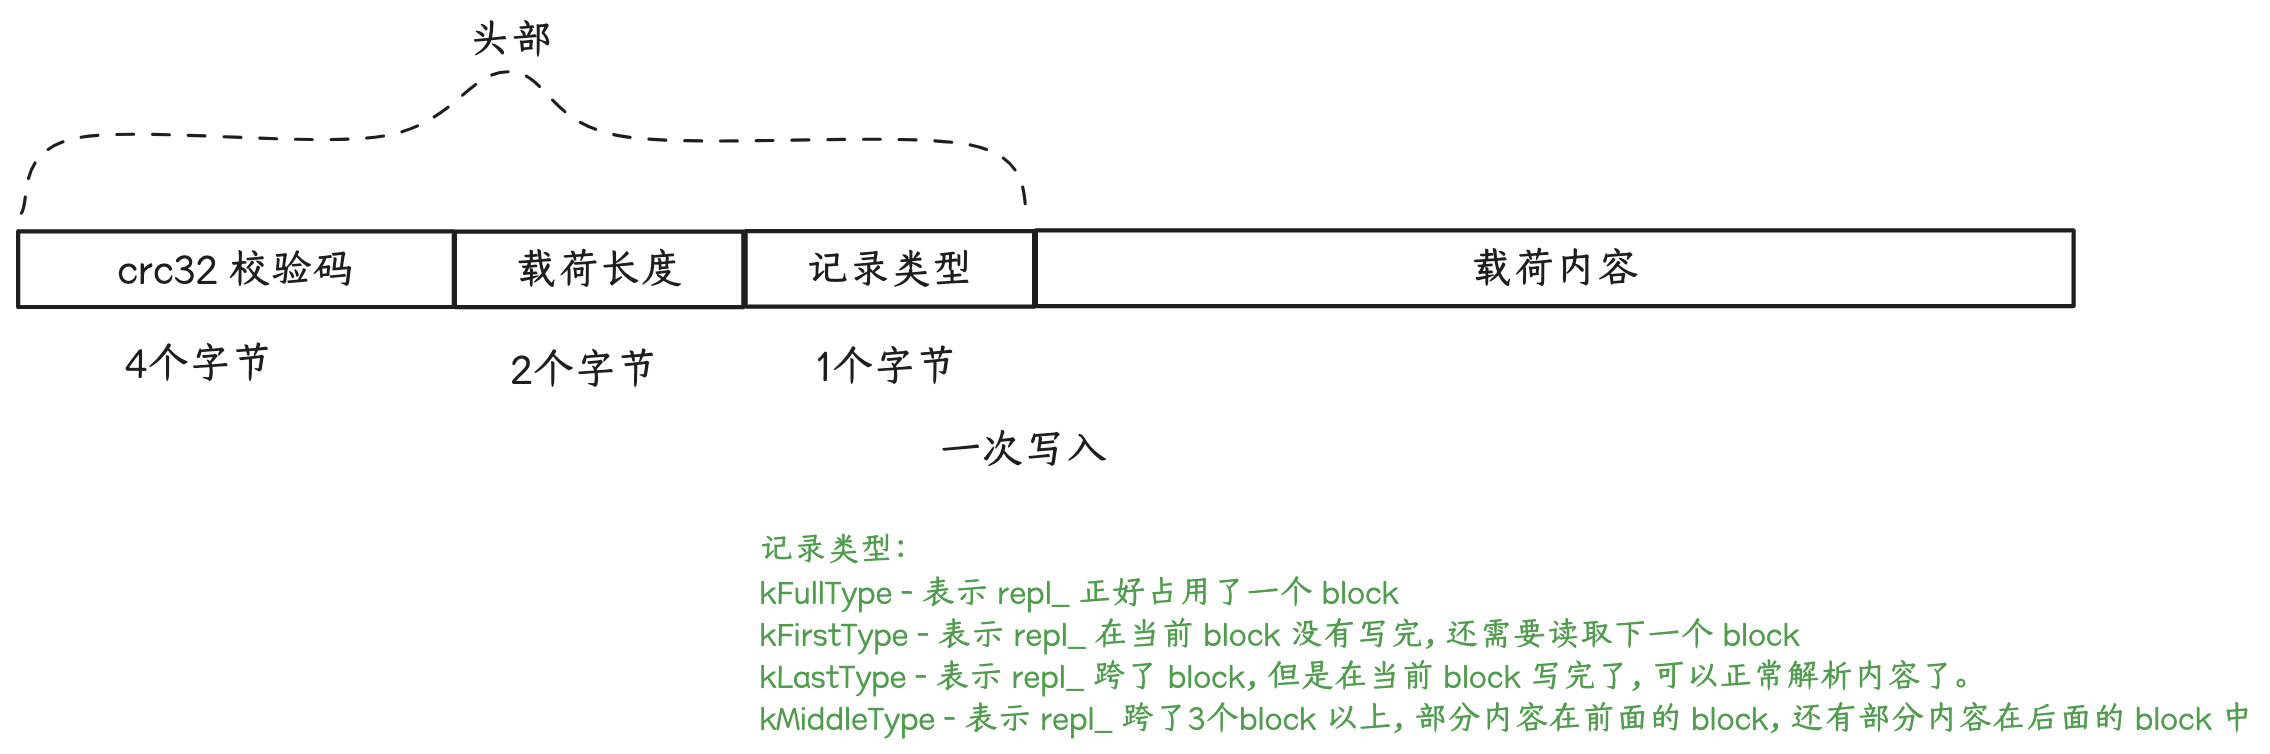 头部
crc32 校验码
载荷长度
记录类型
载荷内容
4个字节
2个字节
1个字节
一次写入
记录类型：
kFullType - 表示 repl_ 正好占用了一个 block
kFirstType - 表示 repl_ 在当前 block 没有写完，还需要读取下一个 block
kLastType - 表示 repl_ 跨了 block，但是在当前 block 写完了，可以正常解析内容了。
kMiddleType - 表示 repl_ 跨了3个block 以上，部分内容在前面的 block，还有部分内容在后面的 block 中